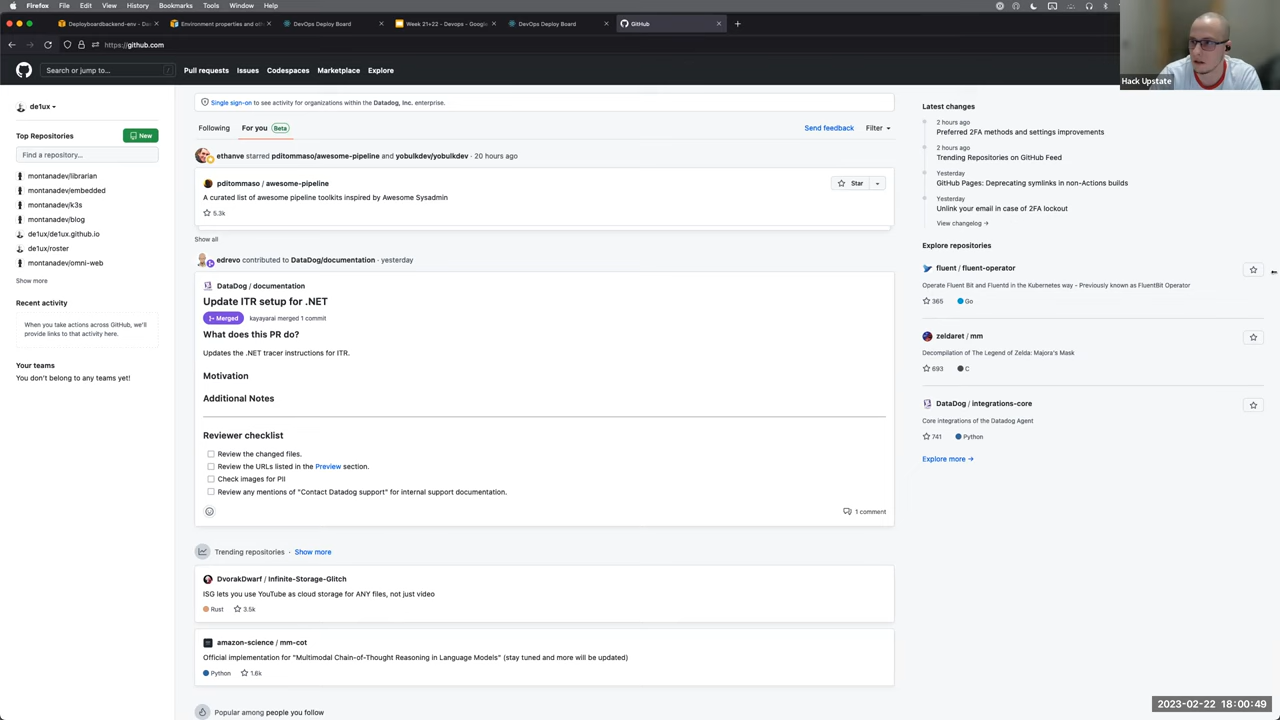 Firefox File Edit View History Bookmarks Tools Window Help
Deployboardbackend-env - Das
Environment properties and oth
DevOps Deploy Board
Week 21+22 - Devops - Google
DevOps Deploy Board
GitHub
https://github.com
Hack Upstate
Search or jump to... /
Pull requests Issues Codespaces Marketplace Explore
de1ux
Top Repositories New
Find a repository...
montanadev/librarian
montanadev/embedded
montanadev/k3s
montanadev/blog
de1ux/de1ux.github.io
de1ux/roster
montanadev/omni-web
Show more
Recent activity
When you take actions across GitHub, we'll
provide links to that activity here.
Your teams
You don't belong to any teams yet!
Single sign-on to see activity for organizations within the Datadog, Inc. enterprise.
Following For you Beta Send feedback Filter
ethanve starred pditommaso/awesome-pipeline and yobulkdev/yobulkdev · 20 hours ago
pditommaso / awesome-pipeline Star
A curated list of awesome pipeline toolkits inspired by Awesome Sysadmin
5.3k
Show all
edrevo contributed to DataDog/documentation · yesterday
DataDog / documentation
Update ITR setup for .NET
Merged kayayarai merged 1 commit
What does this PR do?
Updates the .NET tracer instructions for ITR.
Motivation
Additional Notes
Reviewer checklist
Review the changed files.
Review the URLs listed in the Preview section.
Check images for PII
Review any mentions of "Contact Datadog support" for internal support documentation.
1 comment
Trending repositories · Show more
DvorakDwarf / Infinite-Storage-Glitch
ISG lets you use YouTube as cloud storage for ANY files, not just video
Rust 3.5k
amazon-science / mm-cot
Official implementation for "Multimodal Chain-of-Thought Reasoning in Language Models" (stay tuned and more will be updated)
Python 1.6k
Popular among people you follow
Latest changes
2 hours ago
Preferred 2FA methods and settings improvements
2 hours ago
Trending Repositories on GitHub Feed
Yesterday
GitHub Pages: Deprecating symlinks in non-Actions builds
Yesterday
Unlink your email in case of 2FA lockout
View changelog →
Explore repositories
fluent / fluent-operator
Operate Fluent Bit and Fluentd in the Kubernetes way - Previously known as FluentBit Operator
365 Go
zeldaret / mm
Decompilation of The Legend of Zelda: Majora's Mask
693 C
DataDog / integrations-core
Core integrations of the Datadog Agent
741 Python
Explore more →
2023-02-22 18:00:49